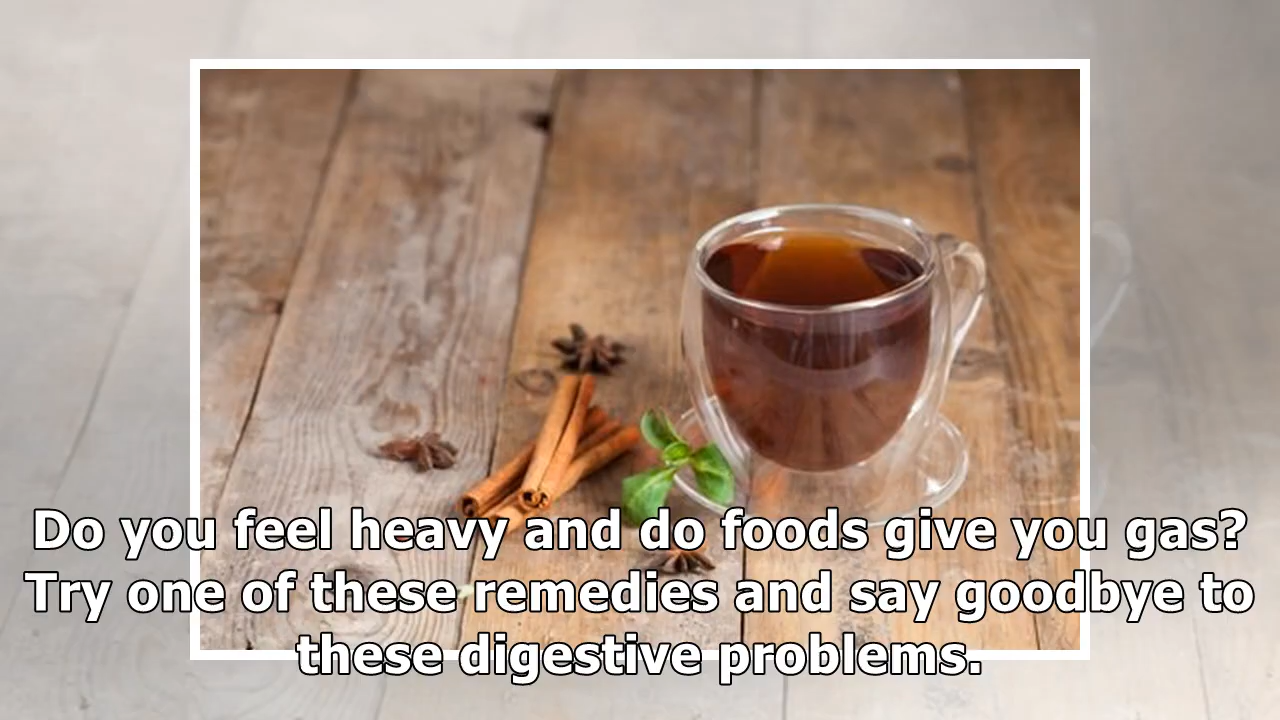 Do you feel heavy and do foods give you gas?
Try one of these remedies and say goodbye to
these digestive problems.